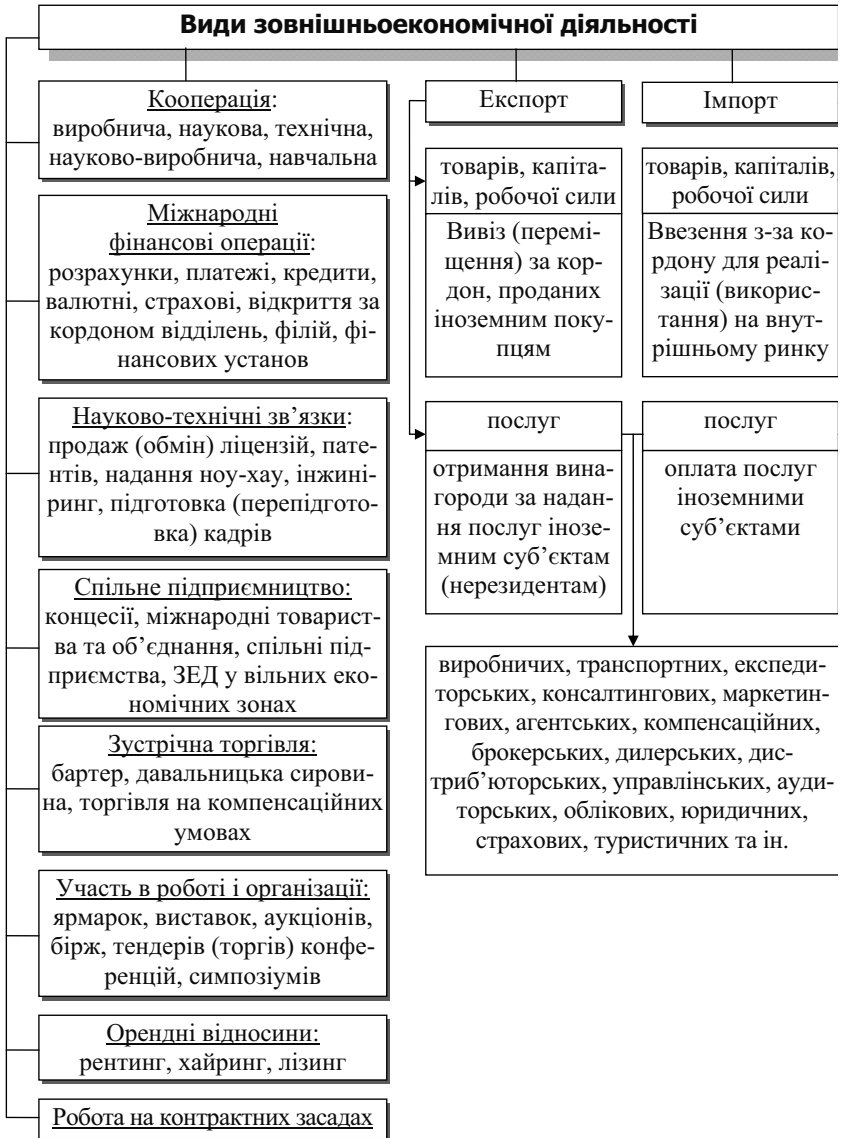 Види зовнішньоекономічної діяльності
Кооперація:
виробнича, наукова, технічна,
науково-виробнича, навчальна
Міжнародні
фінансові операції:
розрахунки, платежі, кредити,
валютні, страхові, відкриття за
кордоном відділень, філій, фі-
нансових установ
Науково-технічні зв’язки:
продаж (обмін) ліцензій, пате-
нтів, надання ноу-хау, інжині-
ринг, підготовка (перепідгото-
вка) кадрів
Спільне підприємництво:
концесії, міжнародні товарист-
ва та об’єднання, спільні під-
приємства, ЗЕД у вільних еко-
номічних зонах
Зустрічна торгівля:
бартер, давальницька сирови-
на, торгівля на компенсаційних
умовах
Участь в роботі і організації:
ярмарок, виставок, аукціонів,
бірж, тендерів (торгів) конфе-
ренцій, симпозіумів
Орендні відносини:
рентинг, хайринг, лізинг
Робота на контрактних засадах
Експорт
товарів, капіта-
лів, робочої сили
Вивіз (перемі-
щення) за кор-
дон, проданих
іноземним поку-
пцям
послуг
отримання вина-
городи за надан-
ня послуг інозе-
мним суб’єктам
(нерезидентам)
Імпорт
товарів, капіталів,
робочої сили
Ввезення з-за ко-
рдону для реалі-
зації (викорис-
тання) на внут-
рішньому ринку
послуг
оплата послуг
іноземними
суб’єктами
виробничих, транспортних, експеди-
торських, консалтингових, маркетин-
гових, агентських, компенсаційних,
брокерських, дилерських, дис-
триб’юторських, управлінських, ауди-
торських, облікових, юридичних,
страхових, туристичних та ін.